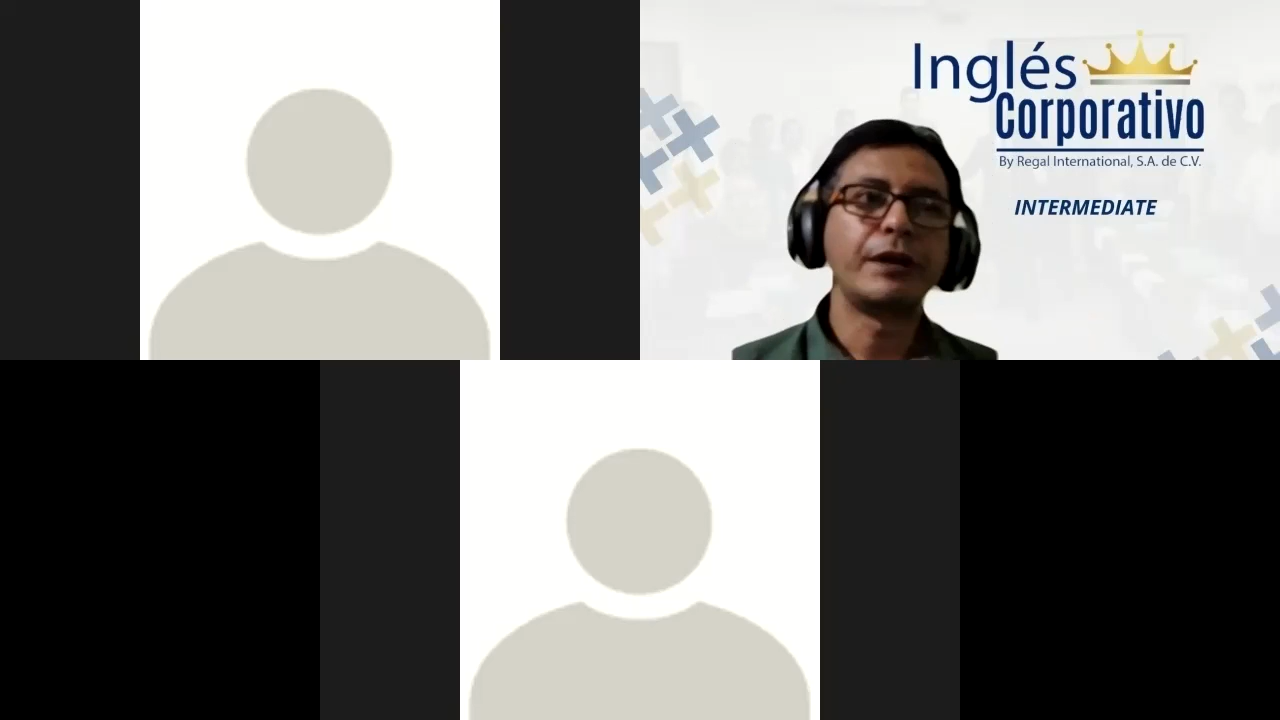 Inglés
Corporativo
By Regal International, S.A. de C.V.
INTERMEDIATE